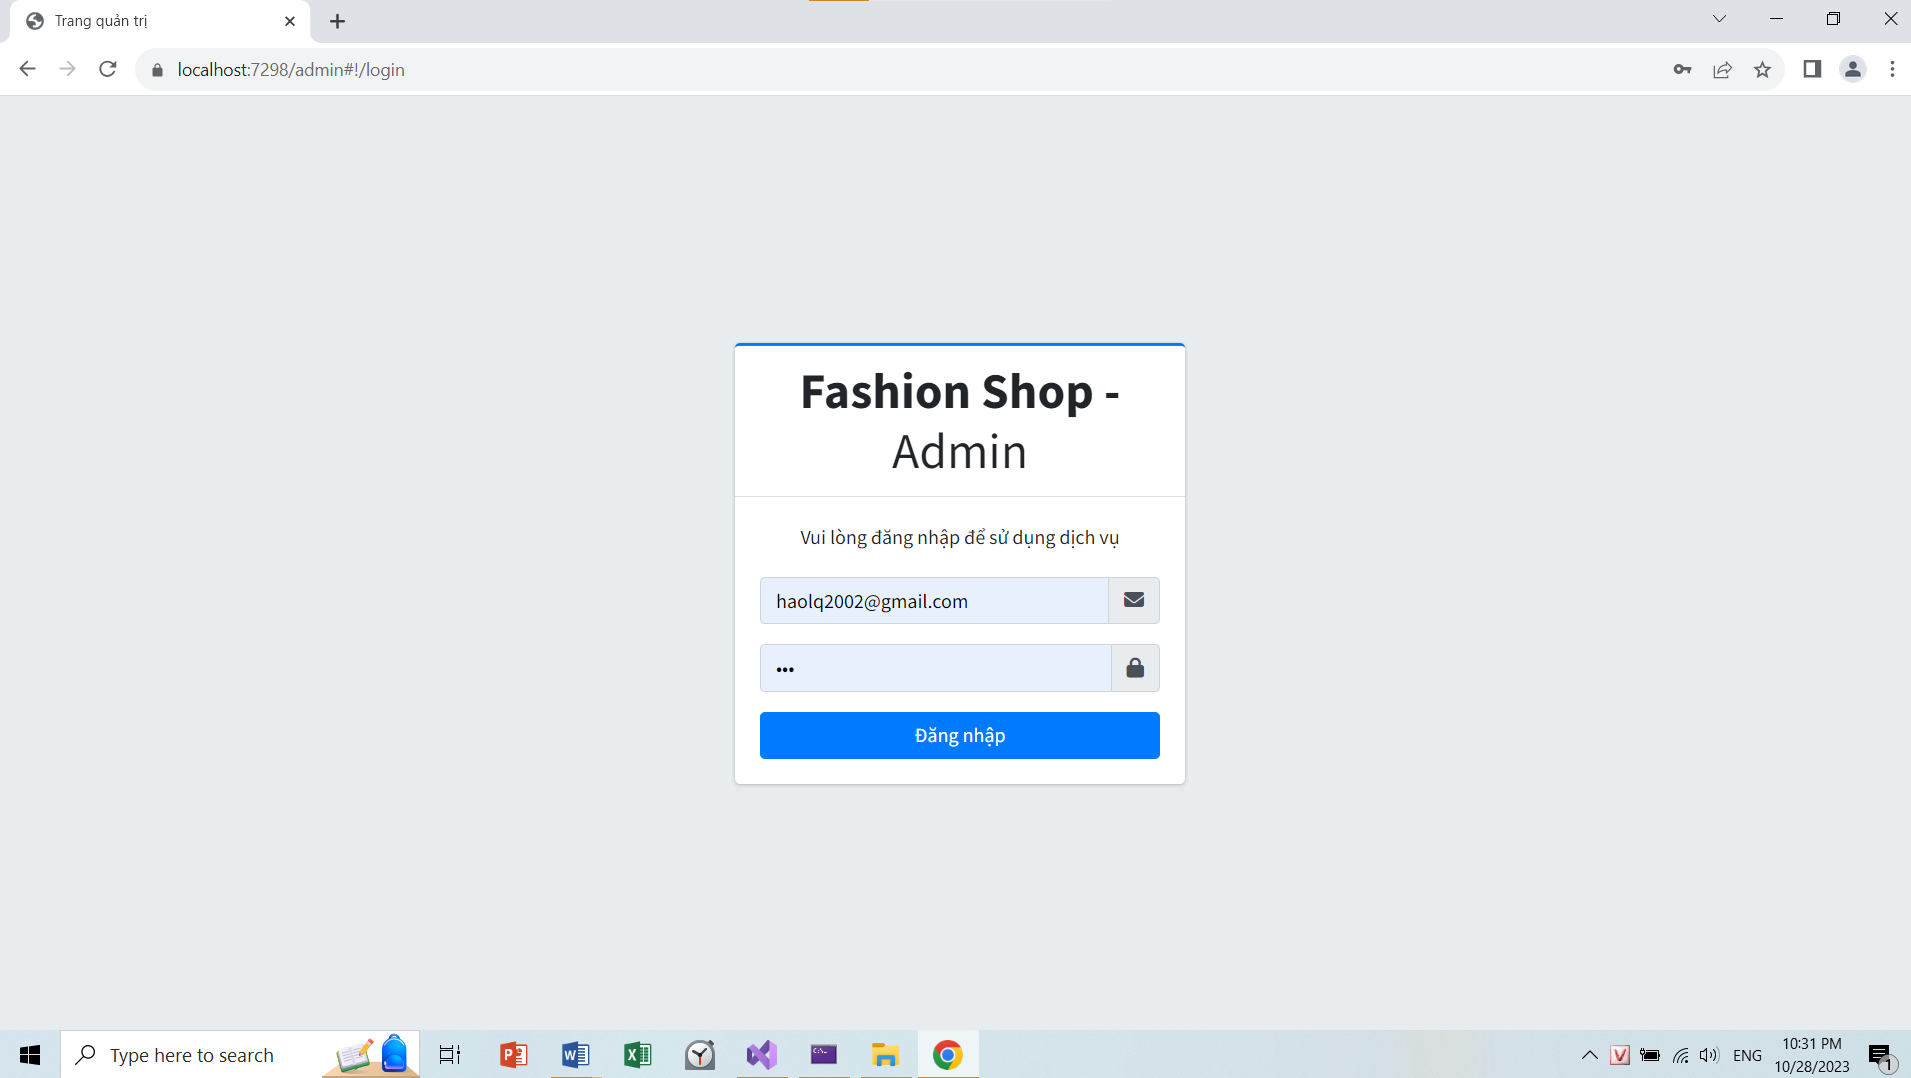 Trang quản trị
localhost:7298/admin#!/login
Fashion Shop -
Admin
Vui lòng đăng nhập để sử dụng dịch vụ
haolq2002@gmail.com
•••
Đăng nhập
Type here to search
ENG
10:31 PM
10/28/2023
1